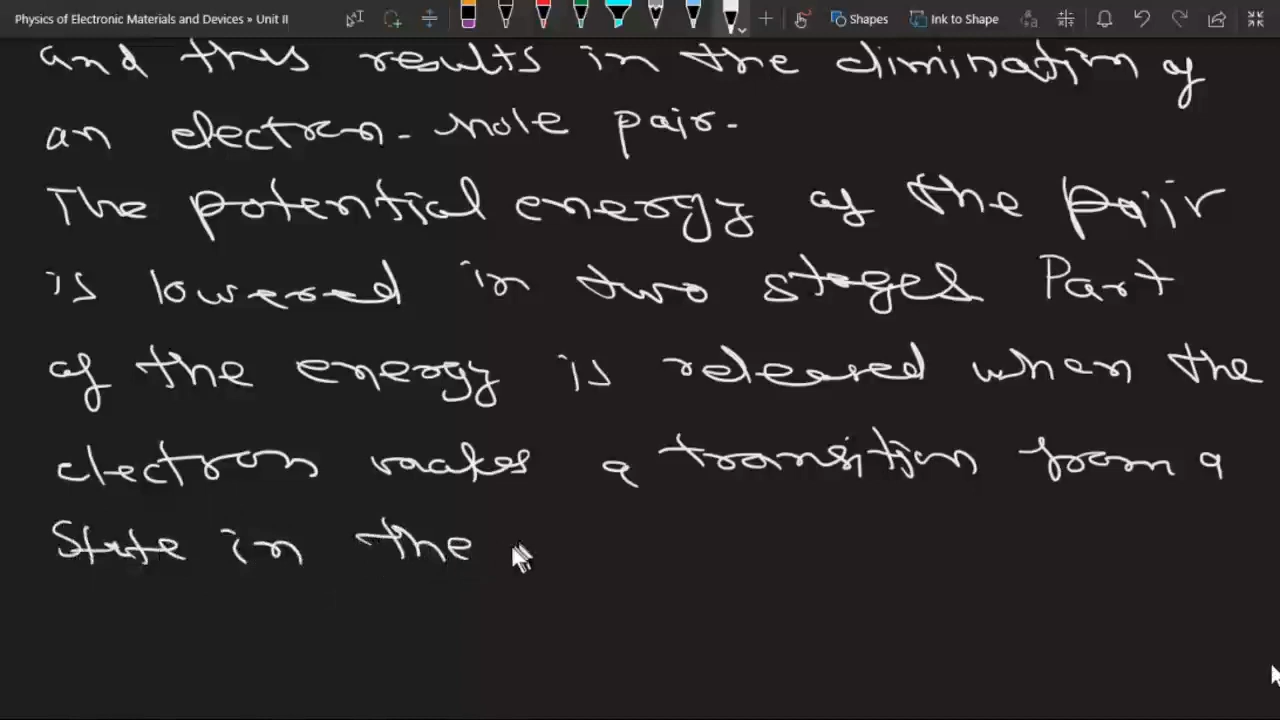 Physics of Electronic Materials and Devices » Unit II
Shapes
Ink to Shape
and this results in the elimination of
an electron- hole pair.
The potential energy of the pair
is lowered in two stages Part
of the energy is released when the
electron makes a transition from a
State in the